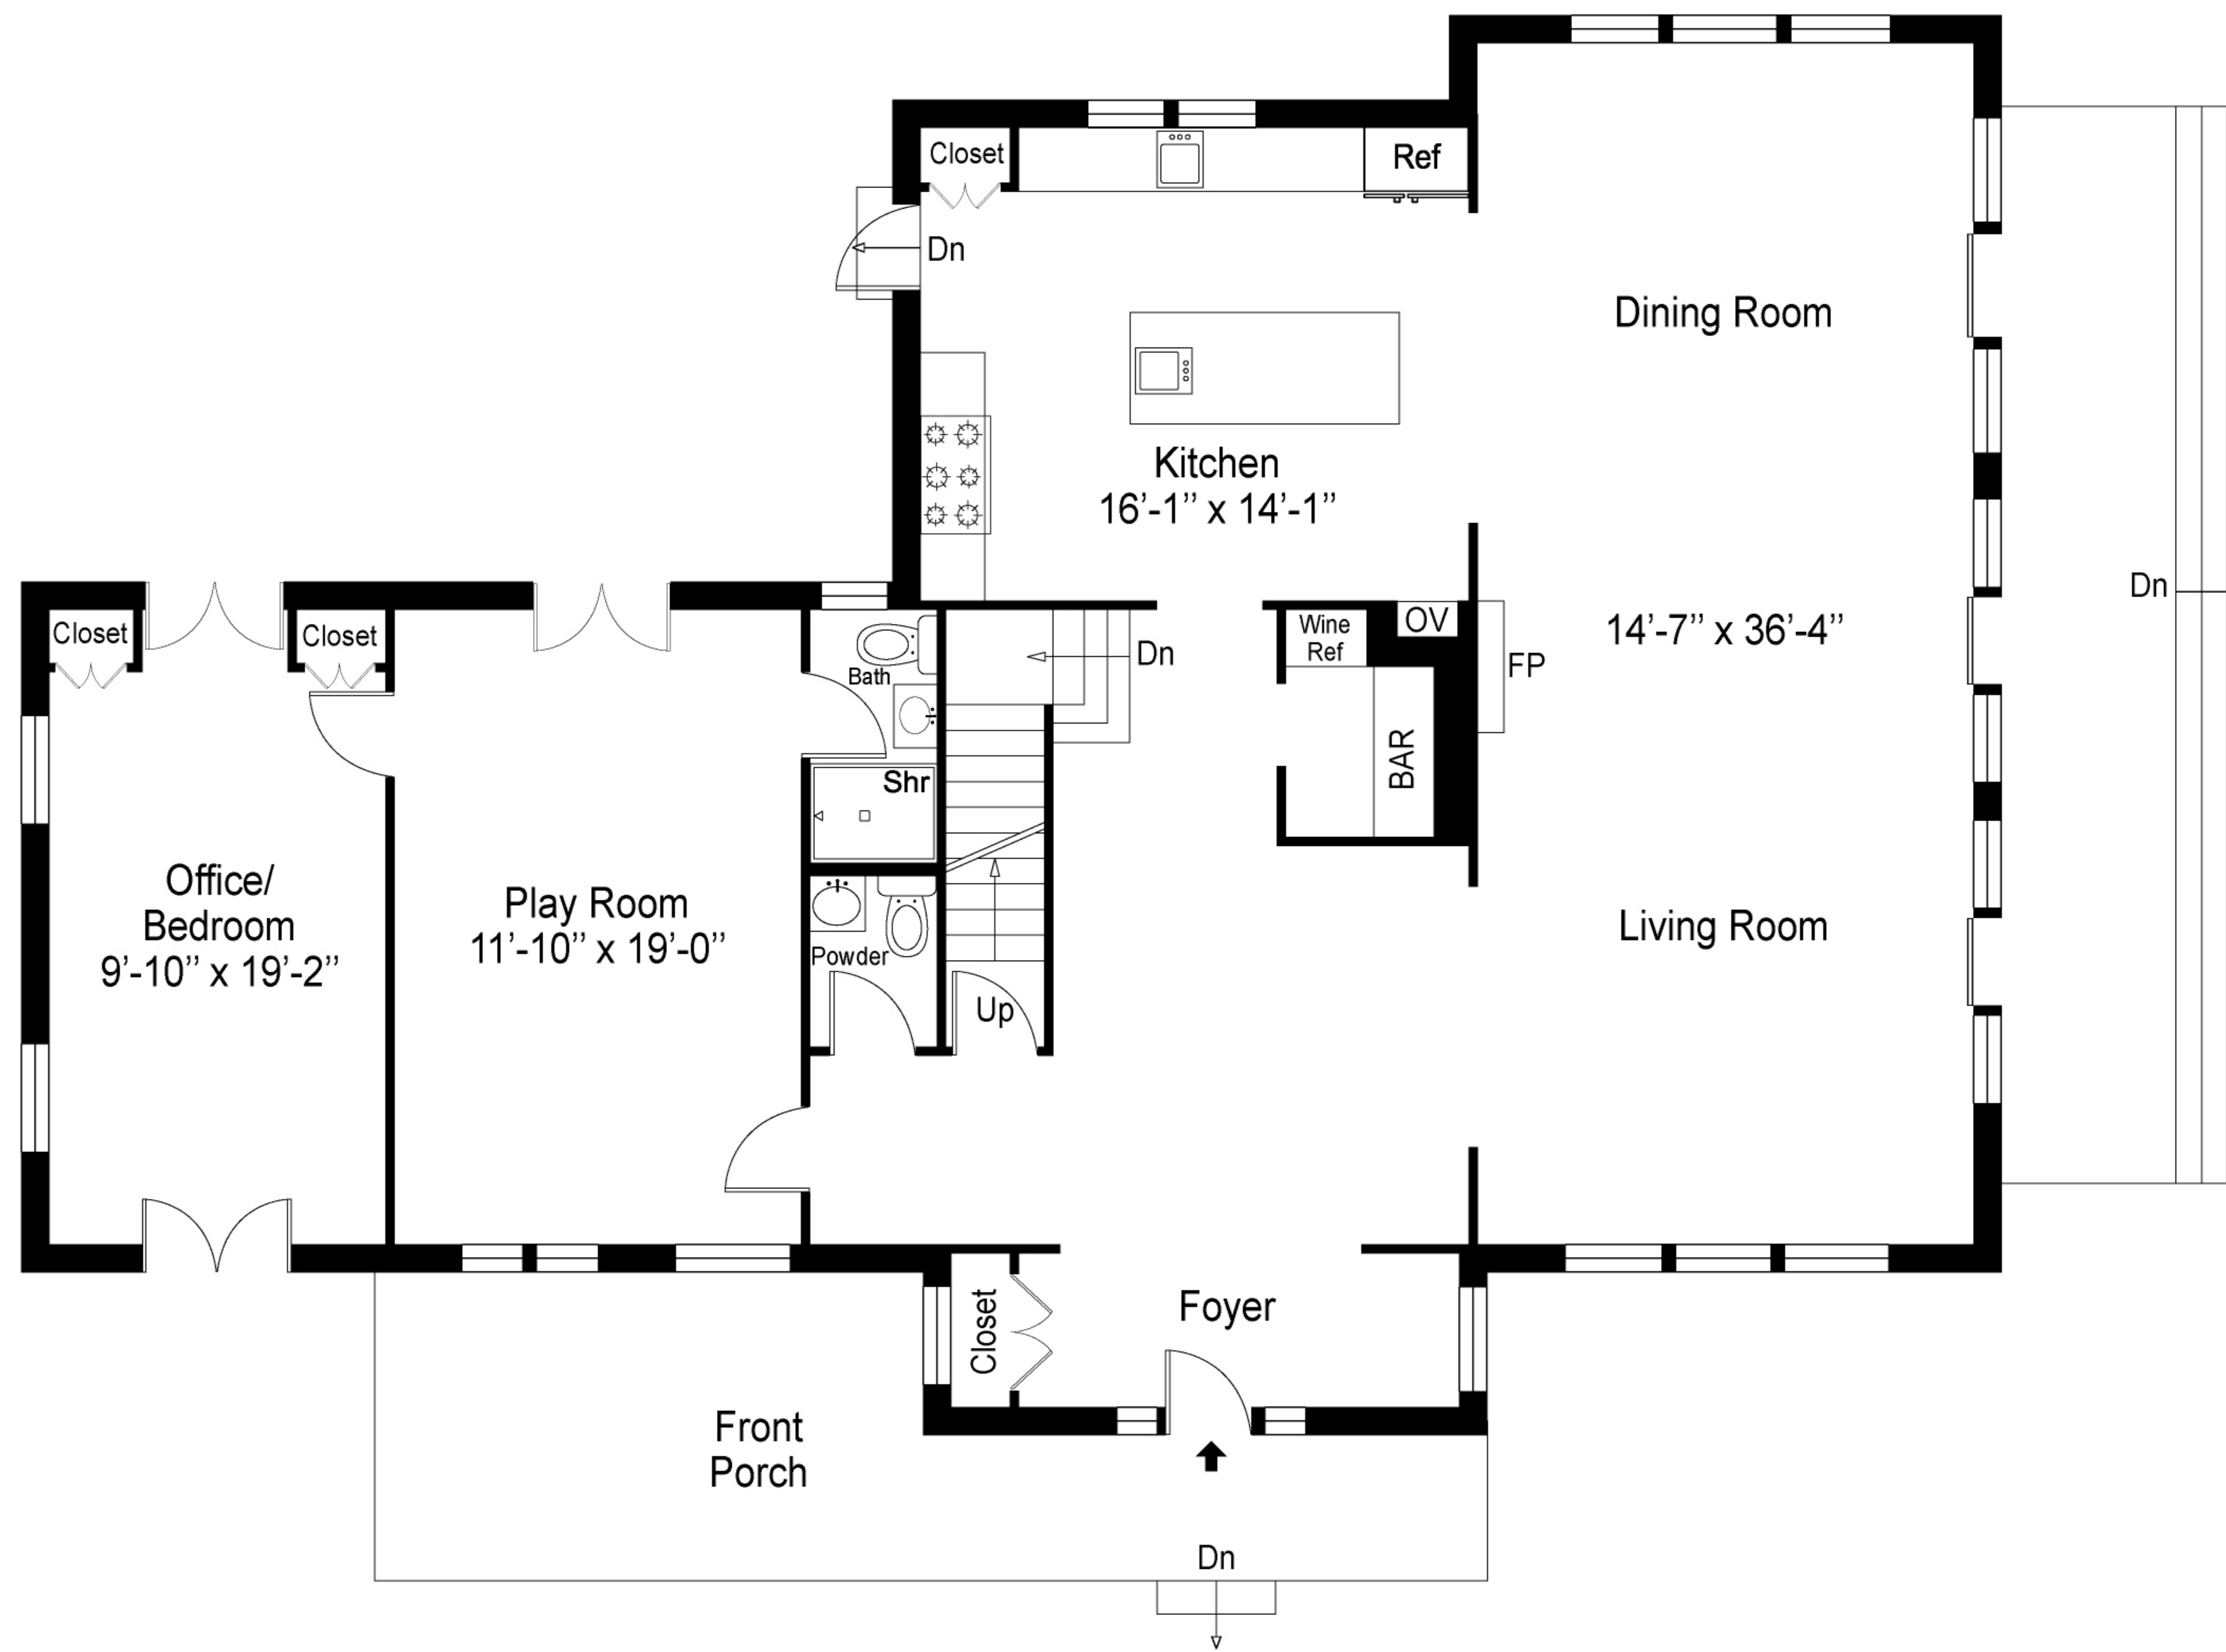 Closet
Ref
Dn
Dining Room
Kitchen
16’-1’’ x 14’-1’’
Dn
Closet
Closet
Bath
Dn
Wine
Ref
OV
FP
14’-7’’ x 36’-4’’
BAR
Shr
Office/
Bedroom
9’-10’’ x 19’-2’’
Play Room
11’-10’’ x 19’-0’’
Powder
Up
Living Room
Closet
Foyer
Front
Porch
Dn